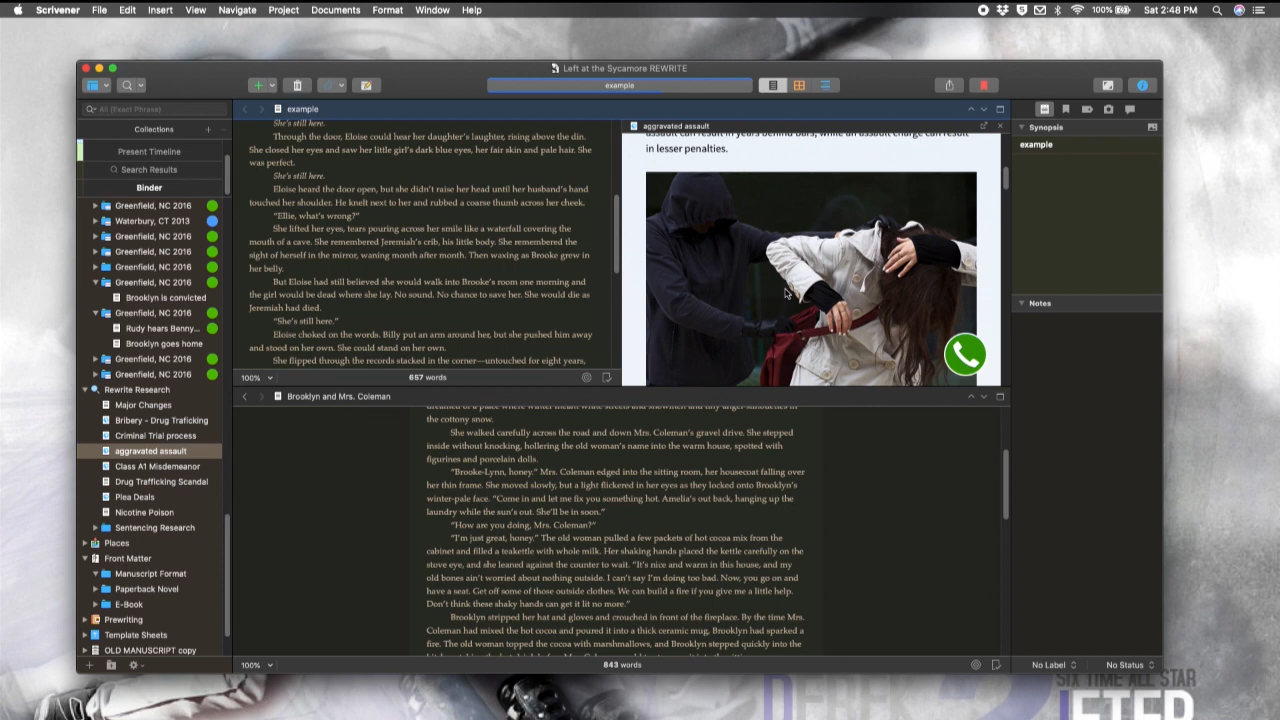 Scrivener File Edit Insert View Navigate Project Documents Format Window Help
100% Sat 2:48 PM
Left at the Sycamore REWRITE
example
All (Exact Phrase)
Collections
Present Timeline
Search Results
Binder
Greenfield, NC 2016
Waterbury, CT 2013
Greenfield, NC 2016
Greenfield, NC 2016
Greenfield, NC 2016
Greenfield, NC 2016
Brooklyn is convicted
Greenfield, NC 2016
Rudy hears Benny...
Brooklyn goes home
Greenfield, NC 2016
Greenfield, NC 2016
Rewrite Research
Major Changes
Bribery - Drug Traficking
Criminal Trial process
aggravated assault
Class A1 Misdemeanor
Drug Trafficking Scandal
Plea Deals
Nicotine Poison
Sentencing Research
Places
Front Matter
Manuscript Format
Paperback Novel
E-Book
Prewriting
Template Sheets
OLD MANUSCRIPT copy
example
She's still here.
Through the door, Eloise could hear her daughter's laughter, rising above the din.
She closed her eyes and saw her little girl's dark blue eyes, her fair skin and pale hair. She
was perfect.
She's still here.
Eloise heard the door open, but she didn't raise her head until her husband's hand
touched her shoulder. He knelt next to her and rubbed a coarse thumb across her cheek.
"Ellie, what's wrong?"
She lifted her eyes, tears pouring across her smile like a waterfall covering the
mouth of a cave. She remembered Jeremiah's crib, his little body. She remembered the
sight of herself in the mirror, waning month after month. Then waxing as Brooke grew in
her belly.
But Eloise had still believed she would walk into Brooke's room one morning and
the girl would be dead where she lay. No sound. No chance to save her. She would die as
Jeremiah had died.
"She's still here."
Eloise choked on the words. Billy put an arm around her, but she pushed him away
and stood on her own. She could stand on her own.
She flipped through the records stacked in the corner—untouched for eight years,
100%
657 words
aggravated assault
assault can result in years behind bars, while an assault charge can result
in lesser penalties.
Brooklyn and Mrs. Coleman
the cottony snow.
She walked carefully across the road and down Mrs. Coleman's gravel drive. She stepped
inside without knocking, hollering the old woman's name into the warm house, spotted with
figurines and porcelain dolls.
"Brooke-Lynn, honey." Mrs. Coleman edged into the sitting room, her housecoat falling over
her thin frame. She moved slowly, but a light flickered in her eyes as they locked onto Brooklyn's
winter-pale face. "Come in and let me fix you something hot. Amelia's out back, hanging up the
laundry while the sun's out. She'll be in soon."
"How are you doing, Mrs. Coleman?"
"I'm just great, honey." The old woman pulled a few packets of hot cocoa mix from the
cabinet and filled a teakettle with whole milk. Her shaking hands placed the kettle carefully on the
stove eye, and she leaned against the counter to wait. "It's nice and warm in this house, and my
old bones ain't worried about nothing outside. I can't say I'm doing too bad. Now, you go on and
have a seat. Get off some of those outside clothes. We can build a fire if you give me a little help.
Don't think these shaky hands can get it lit no more."
Brooklyn stripped her hat and gloves and crouched in front of the fireplace. By the time Mrs.
Coleman had mixed the hot cocoa and poured it into a thick ceramic mug, Brooklyn had sparked a
fire. The old woman topped the cocoa with marshmallows, and Brooklyn stepped quickly into the
100%
843 words
Synopsis
example
Notes
No Label
No Status
SIX TIME ALL STAR
DEREK
2
JETER